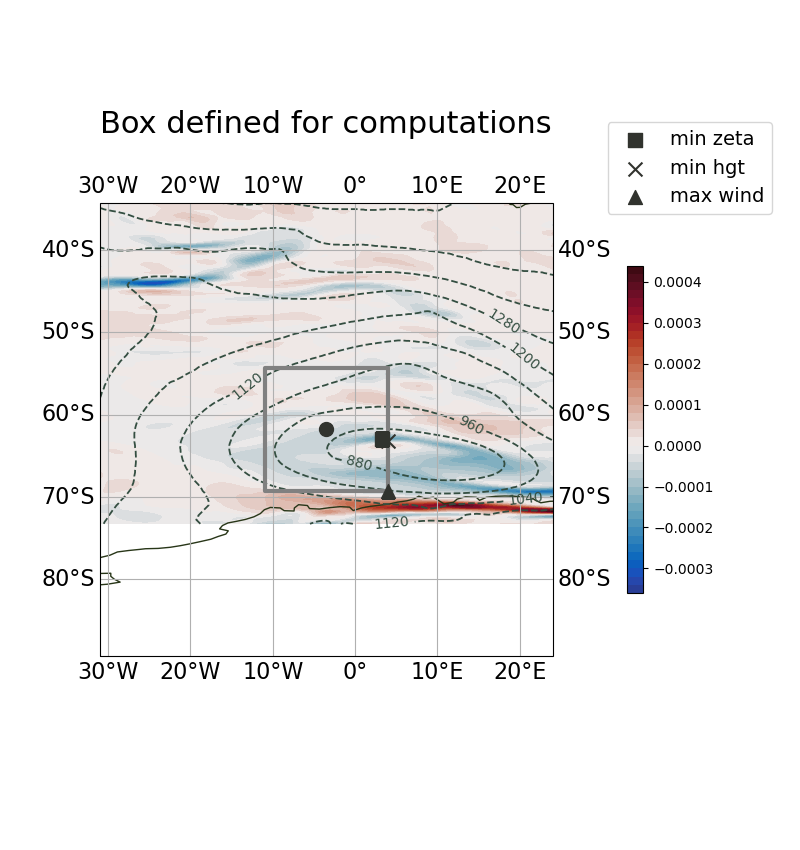 Box defined for computations
min zeta
min hgt
max wind
30°W 20°W 10°W 0° 10°E 20°E
40°S 40°S
50°S 50°S
60°S 60°S
70°S 70°S
80°S 80°S
30°W 20°W 10°W 0° 10°E 20°E
1280
1200
1120
960
880
1040
1120
0.0004
0.0003
0.0002
0.0001
0.0000
−0.0001
−0.0002
−0.0003